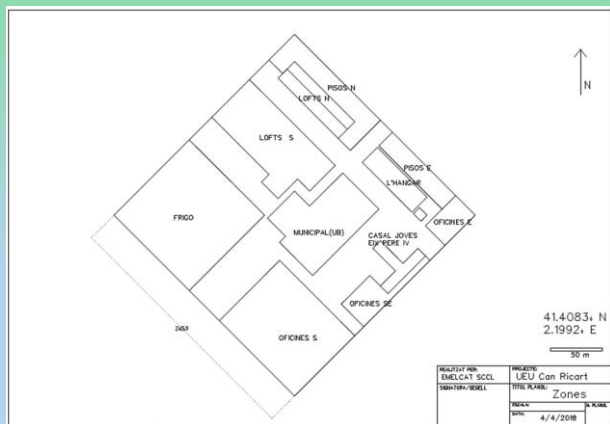 N
PISOS N
LOFTS N
LOFTS S
PISOS E
L'HANGAR
FRIGO
OFICINES E
MUNICIPAL(UB)
CASAL JOVES
EIX PERE IV
OFICINES SE
OFICINES S
41.4083, N
2.1992, E
50 m
REALITZAT PER:
EMELCAT SCCL
PROJECTE:
UEU Can Ricart
SIGNATURA/SEGELL
TITOL PLANOL:
Zones
ESCALA:
N. PLANOL
DATA:
4/4/2018